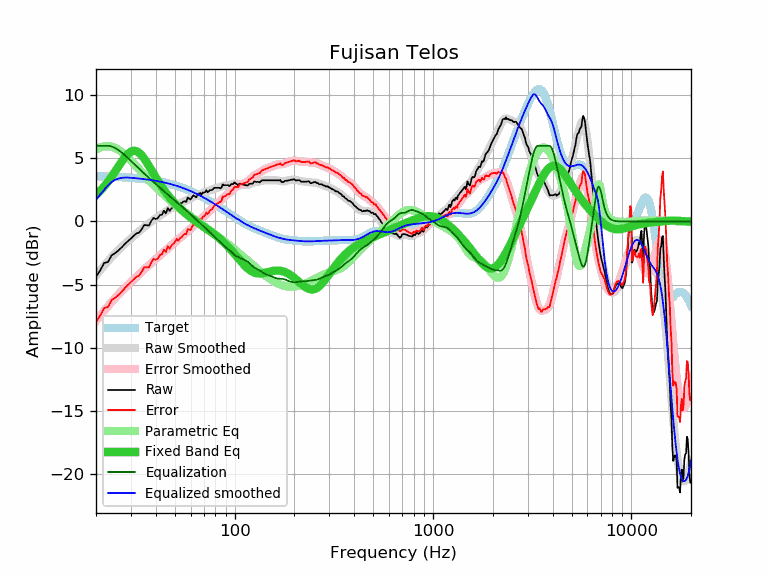 Fujisan Telos
Amplitude (dBr)
10
5
0
−5
−10
−15
−20
Target
Raw Smoothed
Error Smoothed
Raw
Error
Parametric Eq
Fixed Band Eq
Equalization
Equalized smoothed
100 1000 10000
Frequency (Hz)